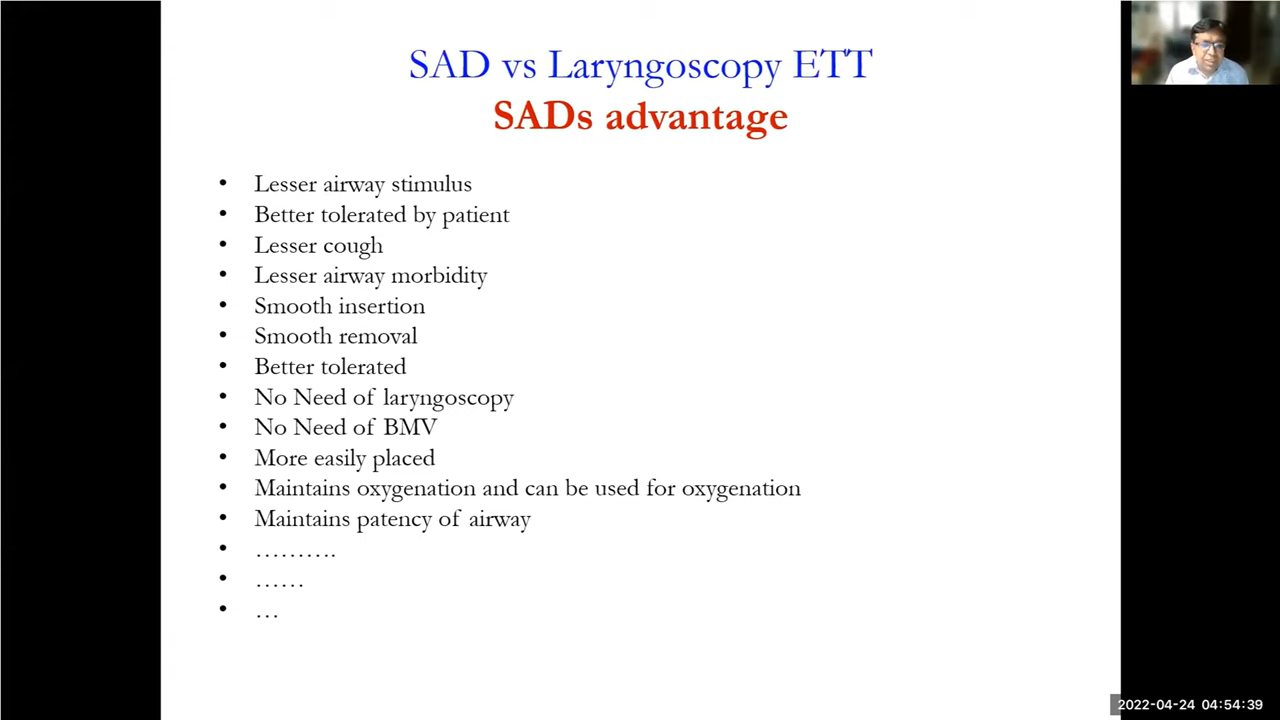 SAD vs Laryngoscopy ETT
SADs advantage
• Lesser airway stimulus
• Better tolerated by patient
• Lesser cough
• Lesser airway morbidity
• Smooth insertion
• Smooth removal
• Better tolerated
• No Need of laryngoscopy
• No Need of BMV
• More easily placed
• Maintains oxygenation and can be used for oxygenation
• Maintains patency of airway
• ……….
• ……
• …
2022-04-24 04:54:39